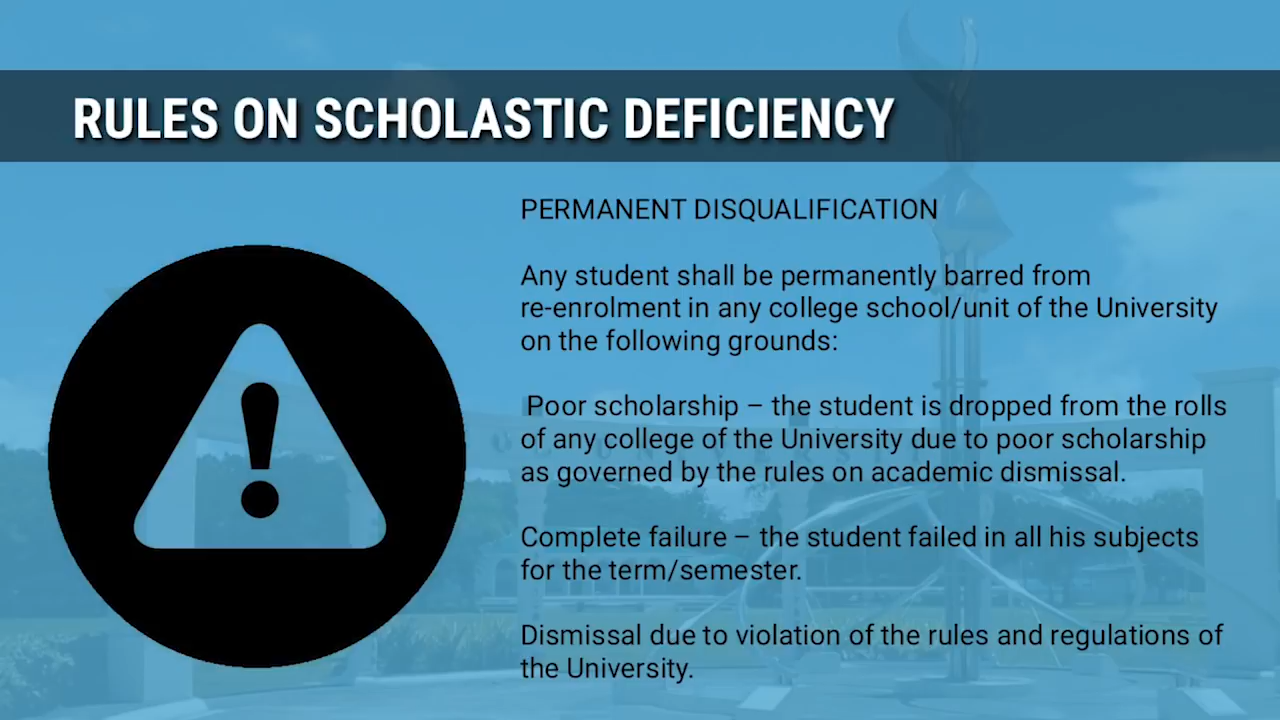 RULES ON SCHOLASTIC DEFICIENCY
PERMANENT DISQUALIFICATION
Any student shall be permanently barred from
re-enrolment in any college school/unit of the University
on the following grounds:
Poor scholarship – the student is dropped from the rolls
of any college of the University due to poor scholarship
as governed by the rules on academic dismissal.
Complete failure – the student failed in all his subjects
for the term/semester.
Dismissal due to violation of the rules and regulations of
the University.